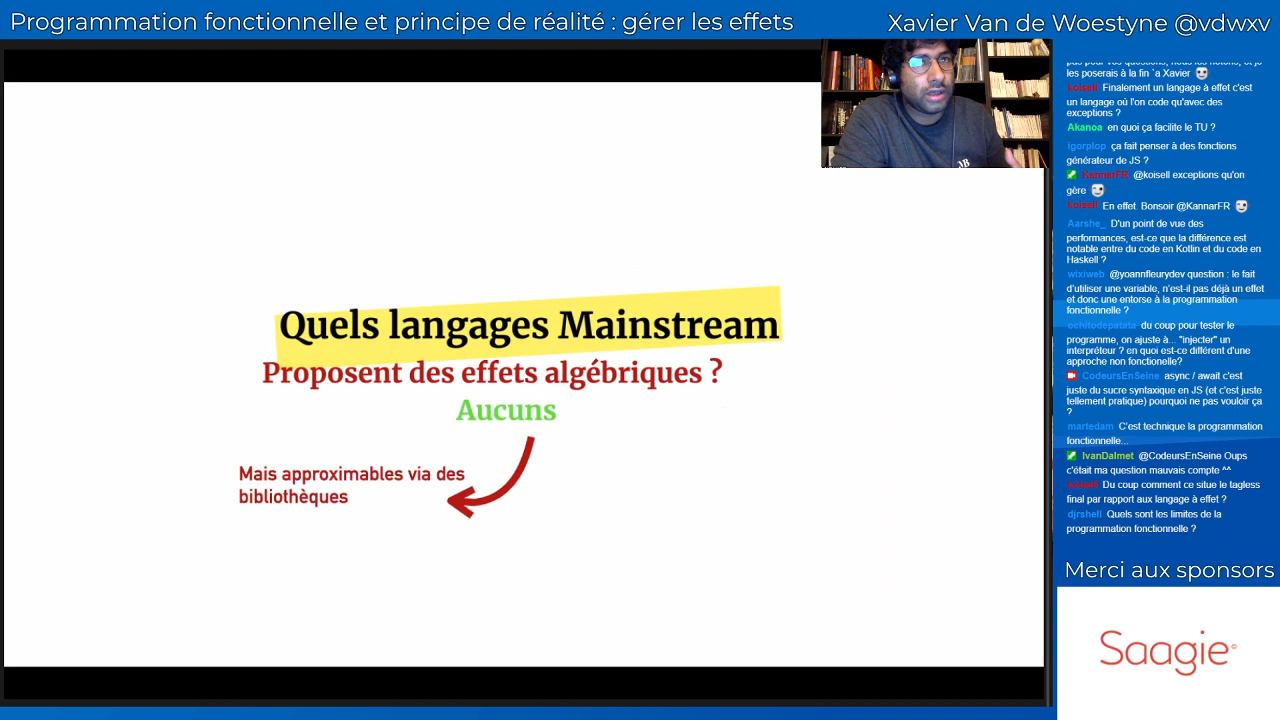 Programmation fonctionnelle et principe de réalité : gérer les effets
Xavier Van de Woestyne @vdwxv
Quels langages Mainstream
Proposent des effets algébriques ?
Aucuns
Mais approximables via des
bibliothèques
les poserais à la fin `a Xavier
koisell Finalement un langage à effet c'est
un langage où l'on code qu'avec des
exceptions ?
Akanoa en quoi ça facilite le TU ?
igorplop ça fait penser à des fonctions
générateur de JS ?
KannarFR @koisell exceptions qu'on
gère
koisell En effet. Bonsoir @KannarFR
Aarshe_ D'un point de vue des
performances, est-ce que la différence est
notable entre du code en Kotlin et du code en
Haskell ?
wixiweb @yoannfleurydev question : le fait
d'utiliser une variable, n'est-il pas déjà un effet
et donc une entorse à la programmation
fonctionnelle ?
ochitodepatata du coup pour tester le
programme, on ajuste à... "injecter" un
interpréteur ? en quoi est-ce différent d'une
approche non fonctionelle?
CodeursEnSeine async / await c'est
juste du sucre syntaxique en JS (et c'est juste
tellement pratique) pourquoi ne pas vouloir ça
?
martedam C'est technique la programmation
fonctionnelle...
IvanDalmet @CodeursEnSeine Oups
c'était ma question mauvais compte ^^
Du coup comment ce situe le tagless
final par rapport aux langage à effet ?
djrshell Quels sont les limites de la
programmation fonctionnelle ?
Merci aux sponsors
Saagie